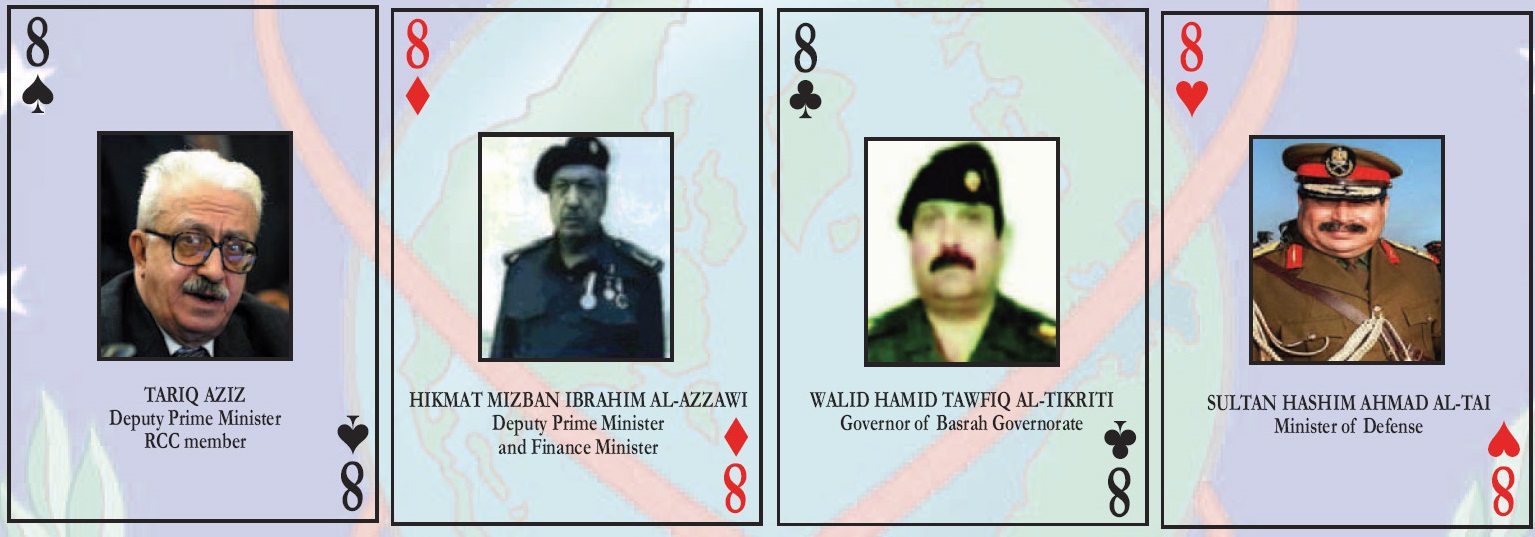 8
TARIQ AZIZ
Deputy Prime Minister
RCC member
8
8
HIKMAT MIZBAN IBRAHIM AL-AZZAWI
Deputy Prime Minister
and Finance Minister
8
8
WALID HAMID TAWFIQ AL-TIKRITI
Governor of Basrah Governorate
8
8
SULTAN HASHIM AHMAD AL-TAI
Minister of Defense
8